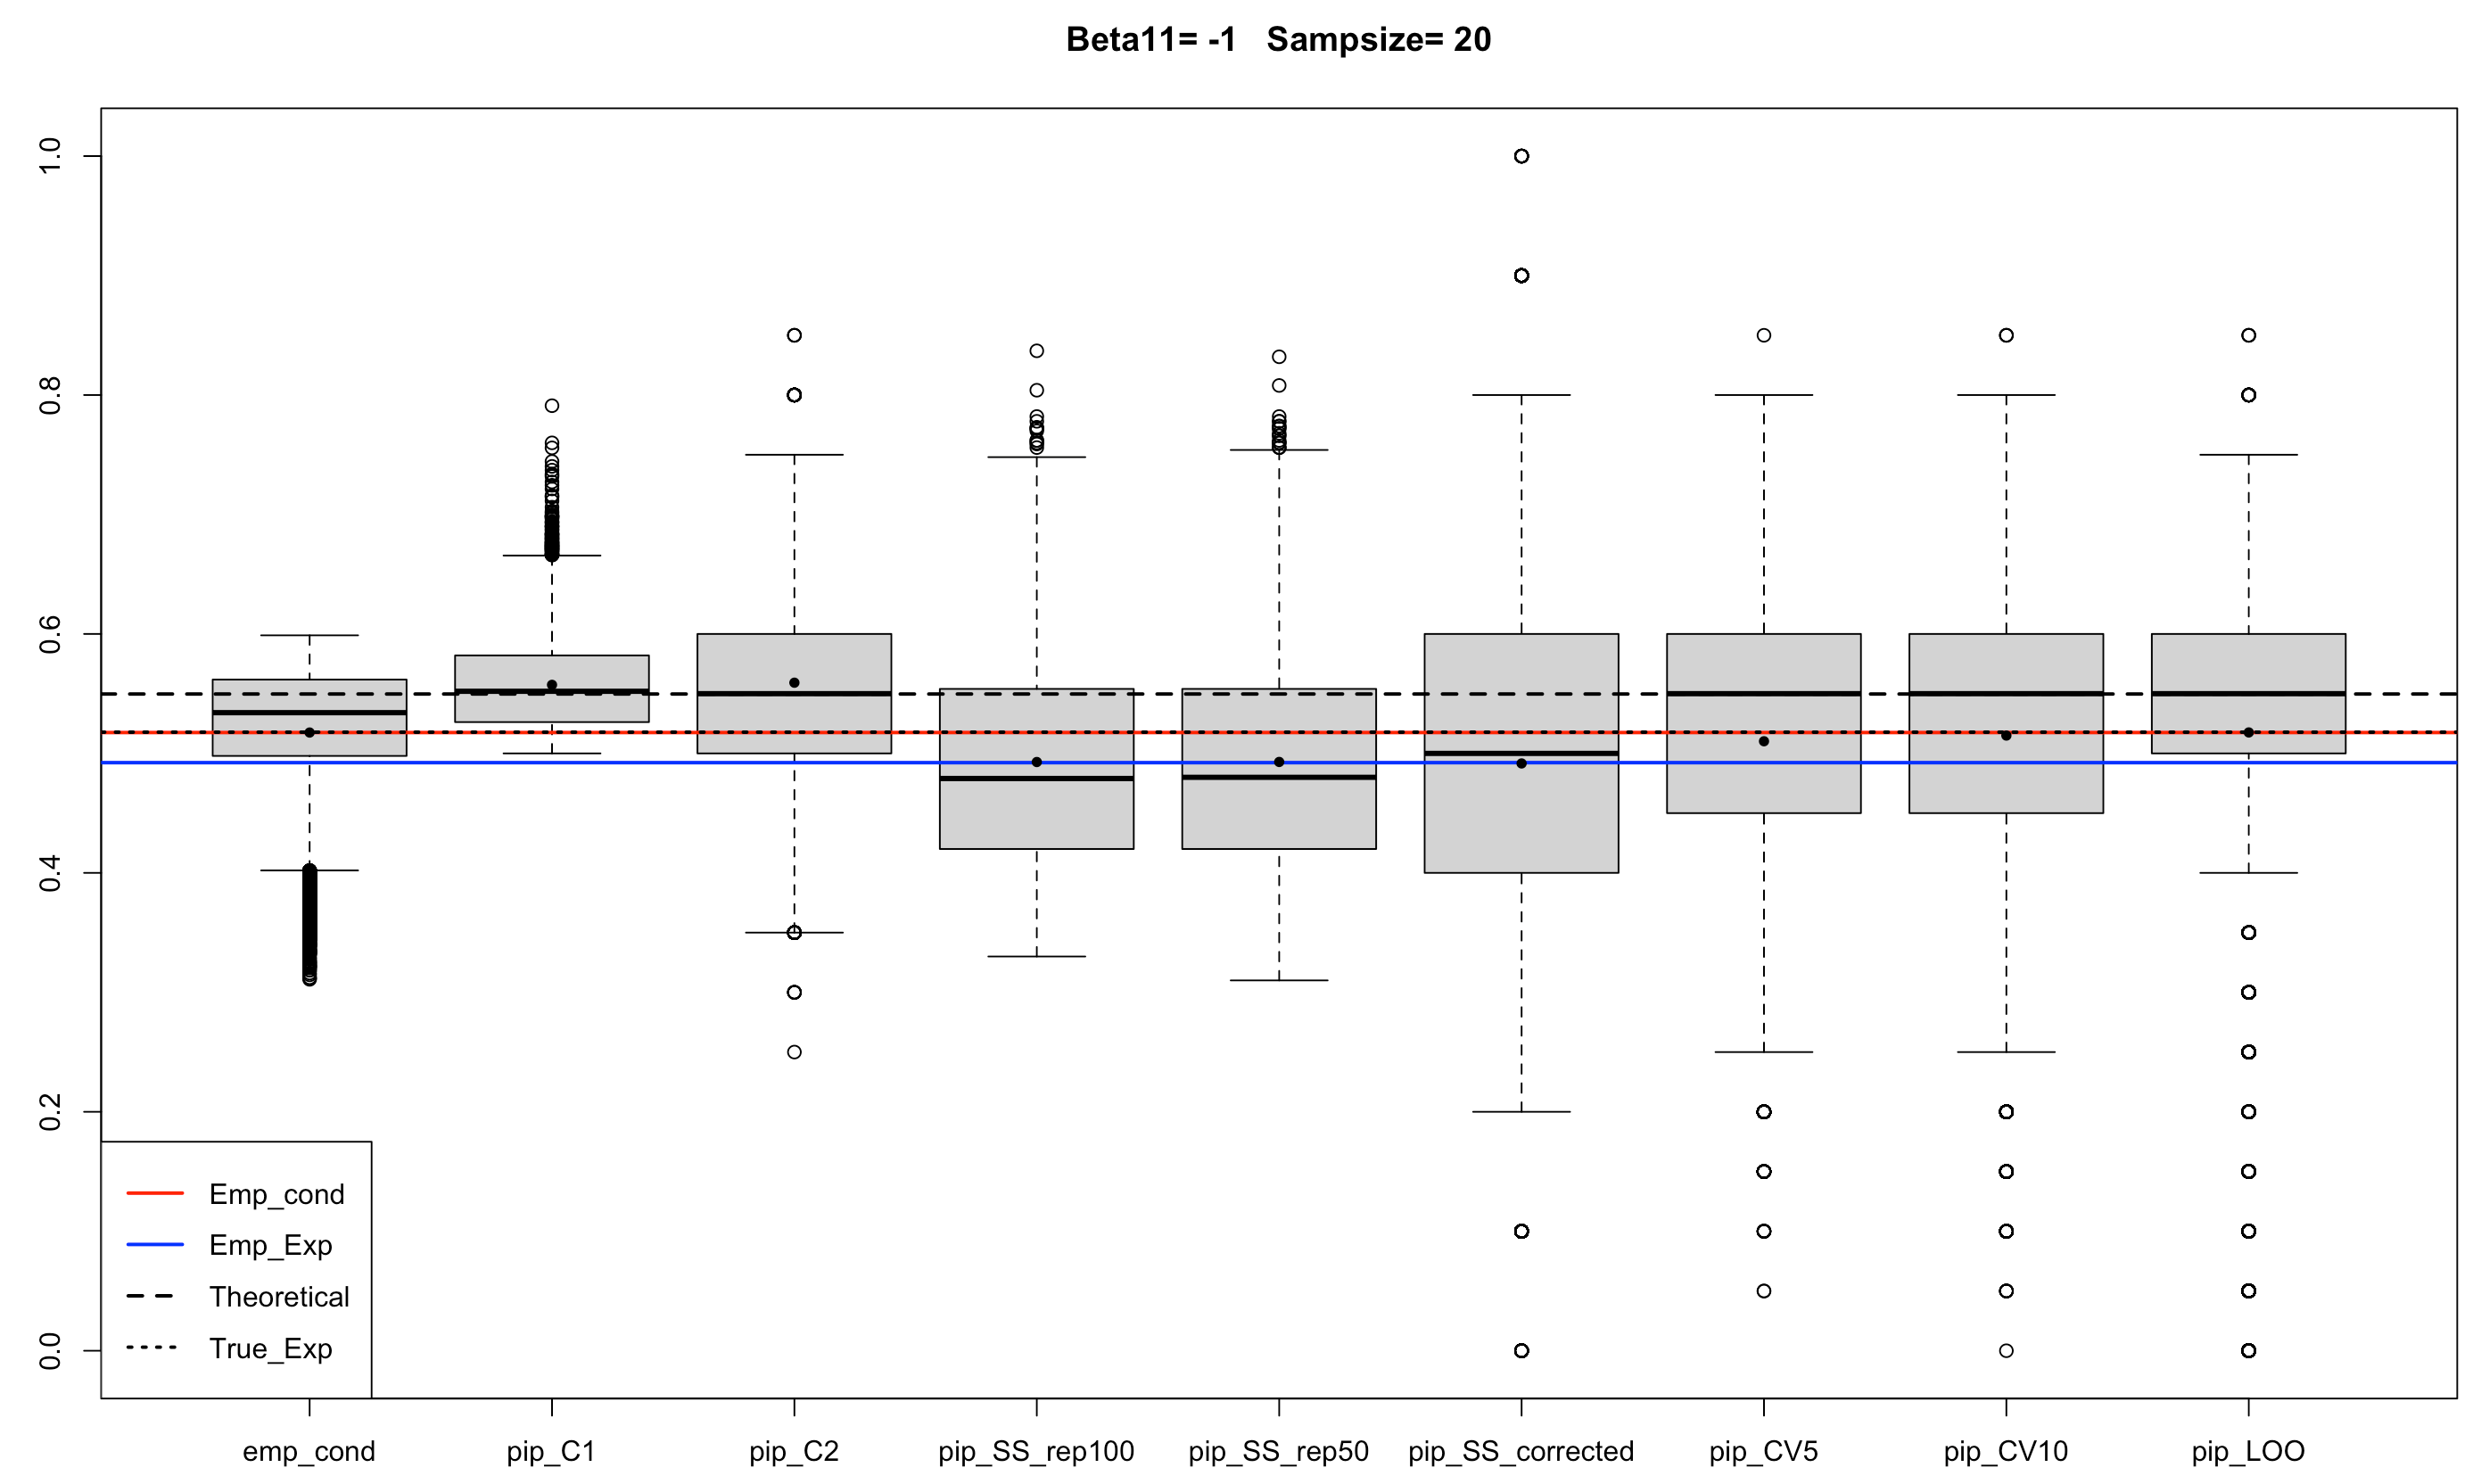 Beta11= -1   Sampsize= 20
1.0
0.8
0.6
0.4
0.2
0.0
Emp_cond
Emp_Exp
Theoretical
True_Exp
emp_cond pip_C1 pip_C2 pip_SS_rep100 pip_SS_rep50 pip_SS_corrected pip_CV5 pip_CV10 pip_LOO